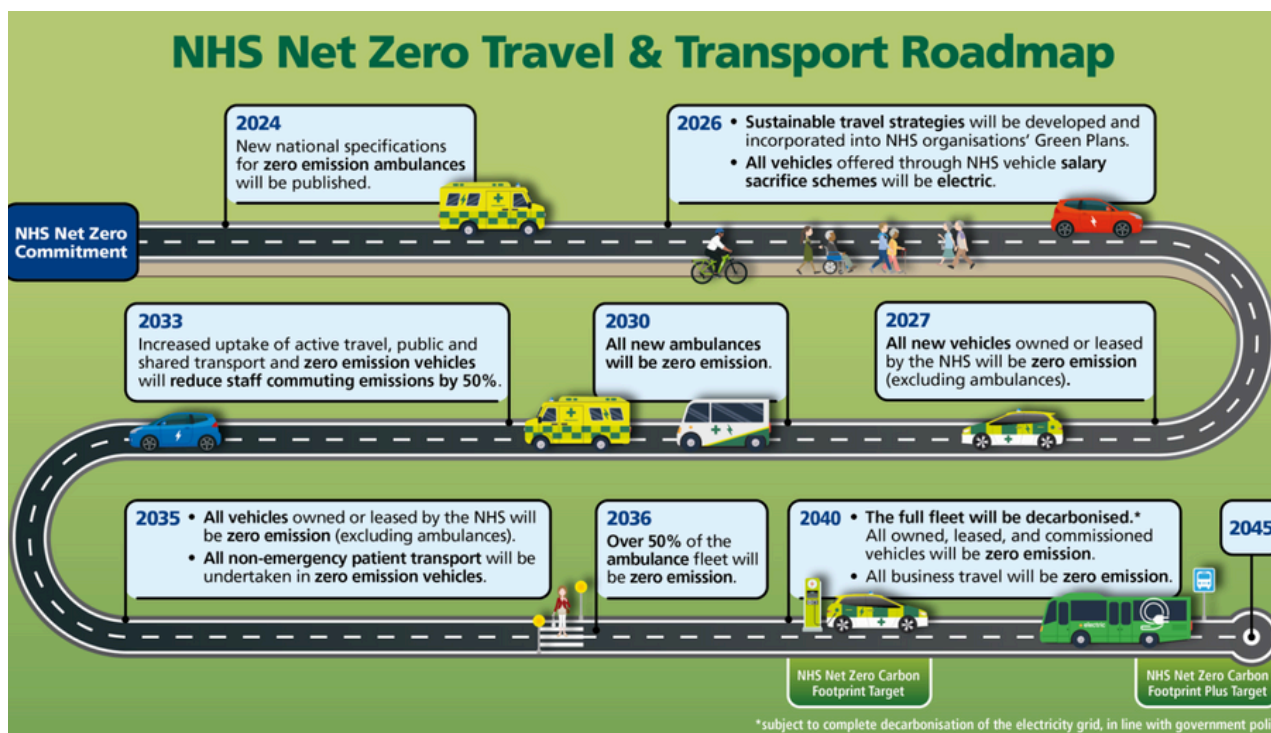 NHS Net Zero Travel & Transport Roadmap
NHS Net Zero
Commitment
2024
New national specifications
for zero emission ambulances
will be published.
2026 • Sustainable travel strategies will be developed and
incorporated into NHS organisations' Green Plans.
• All vehicles offered through NHS vehicle salary
sacrifice schemes will be electric.
2027
All new vehicles owned or leased
by the NHS will be zero emission
(excluding ambulances).
2030
All new ambulances
will be zero emission.
2033
Increased uptake of active travel, public and
shared transport and zero emission vehicles
will reduce staff commuting emissions by 50%.
2035 • All vehicles owned or leased by the NHS will
be zero emission (excluding ambulances).
• All non-emergency patient transport will be
undertaken in zero emission vehicles.
2036
Over 50% of the
ambulance fleet will
be zero emission.
2040 • The full fleet will be decarbonised.*
All owned, leased, and commissioned
vehicles will be zero emission.
• All business travel will be zero emission.
2045
electric
NHS Net Zero Carbon
Footprint Target
NHS Net Zero Carbon
Footprint Plus Target
*subject to complete decarbonisation of the electricity grid, in line with government poli